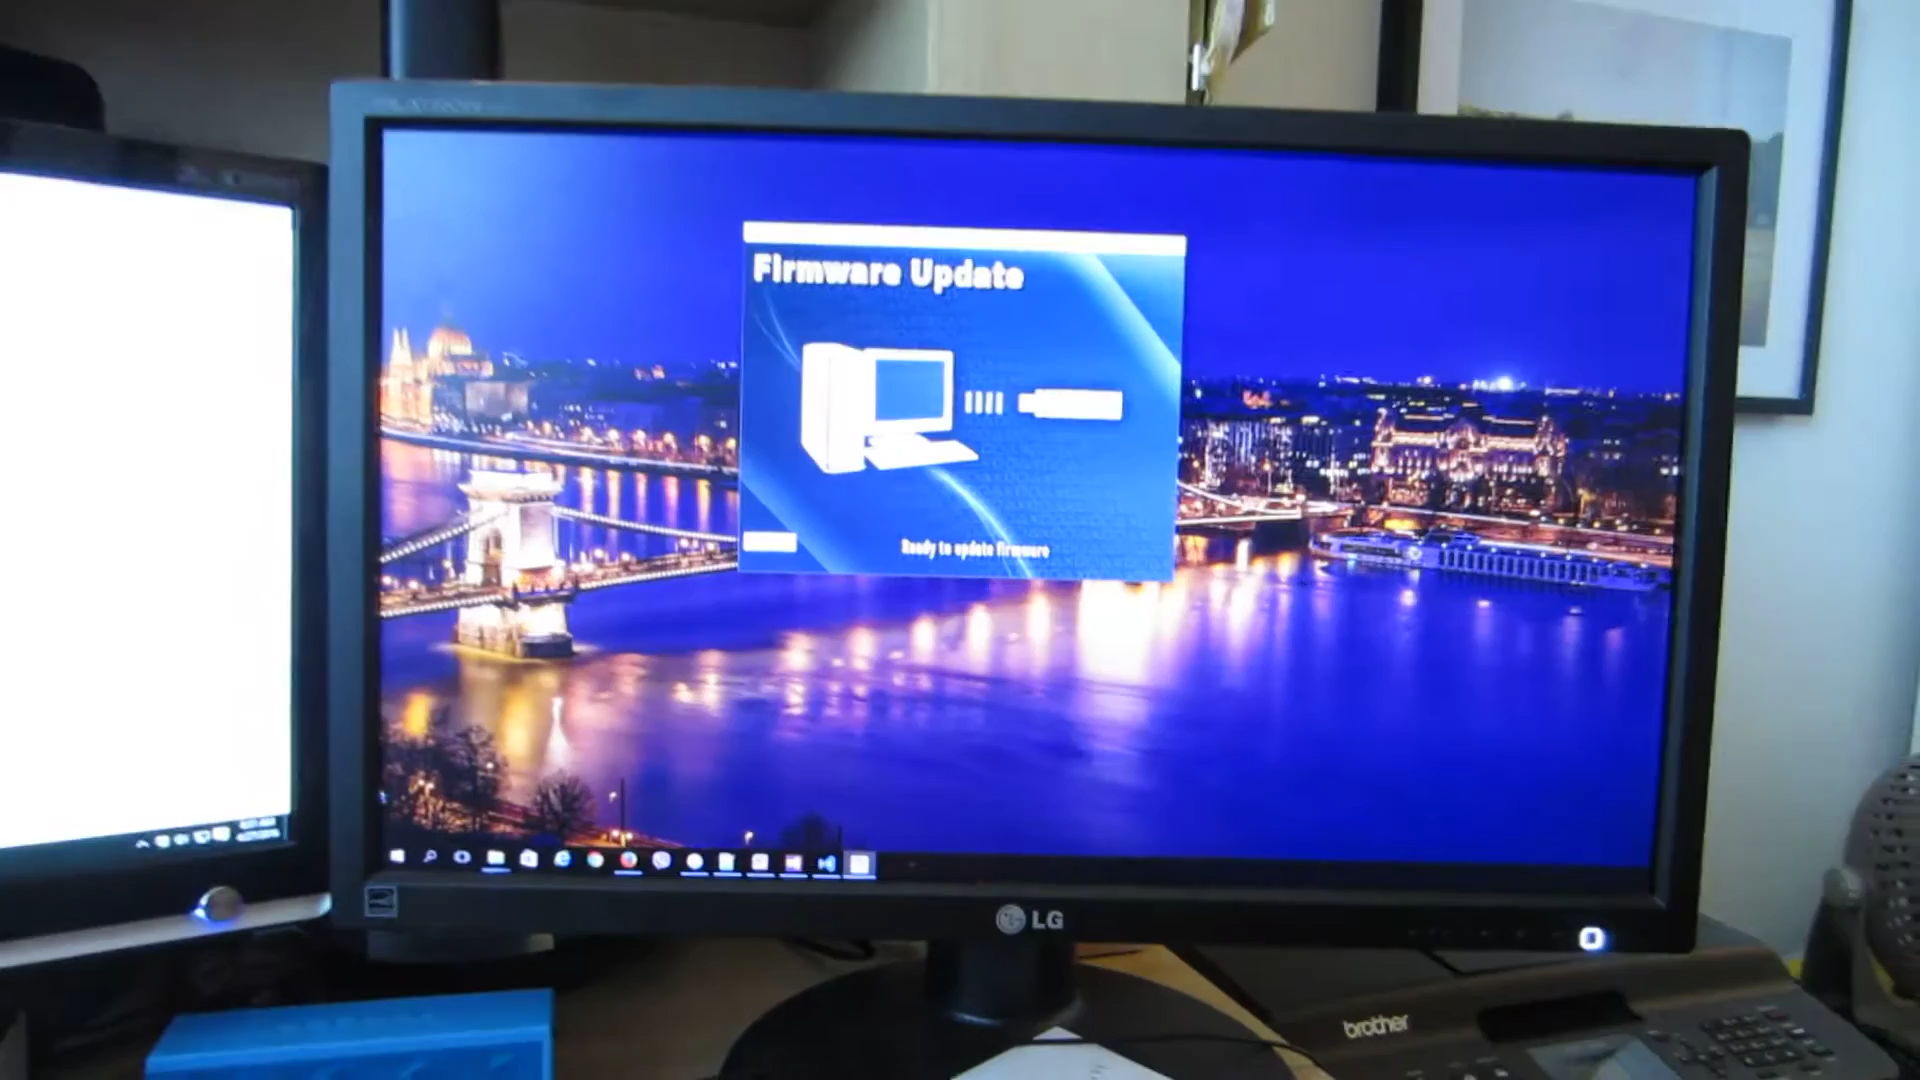 Firmware Update
Ready to update firmware
LG
brother